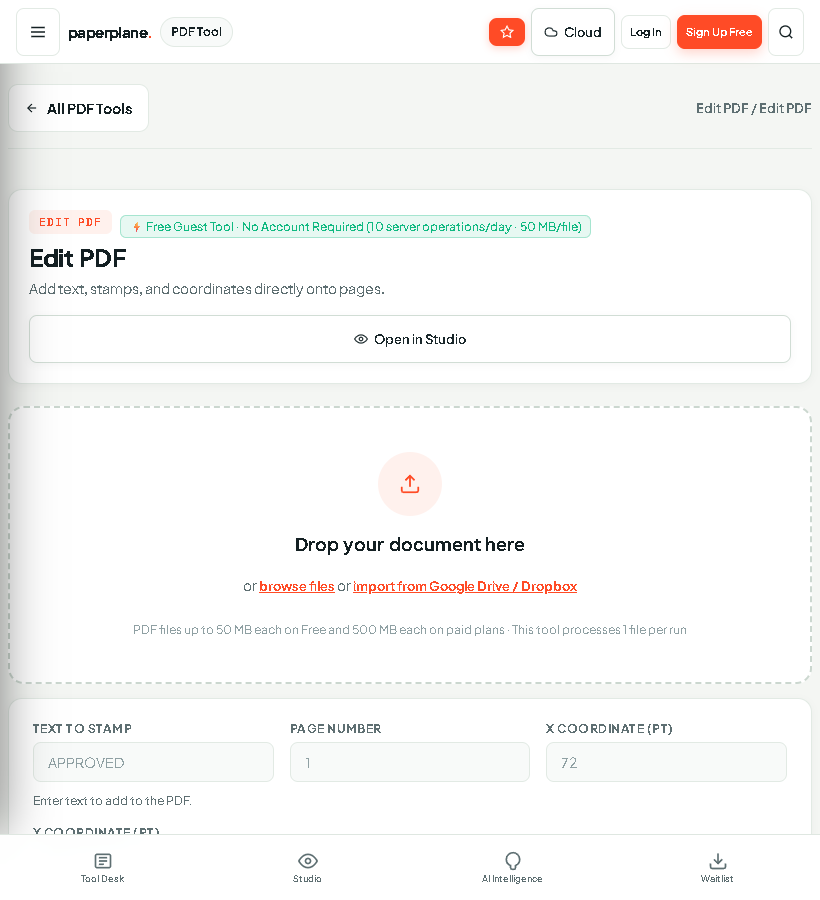 paperplane.
PDF Tool
Cloud
Log In
Sign Up Free
All PDF Tools
Edit PDF / Edit PDF
EDIT PDF
Free Guest Tool · No Account Required (10 server operations/day · 50 MB/file)
Edit PDF
Add text, stamps, and coordinates directly onto pages.
Open in Studio
Drop your document here
or browse files or import from Google Drive / Dropbox
PDF files up to 50 MB each on Free and 500 MB each on paid plans · This tool processes 1 file per run
TEXT TO STAMP
PAGE NUMBER
X COORDINATE (PT)
APPROVED
1
72
Enter text to add to the PDF.
Tool Desk
Studio
AI Intelligence
Waitlist